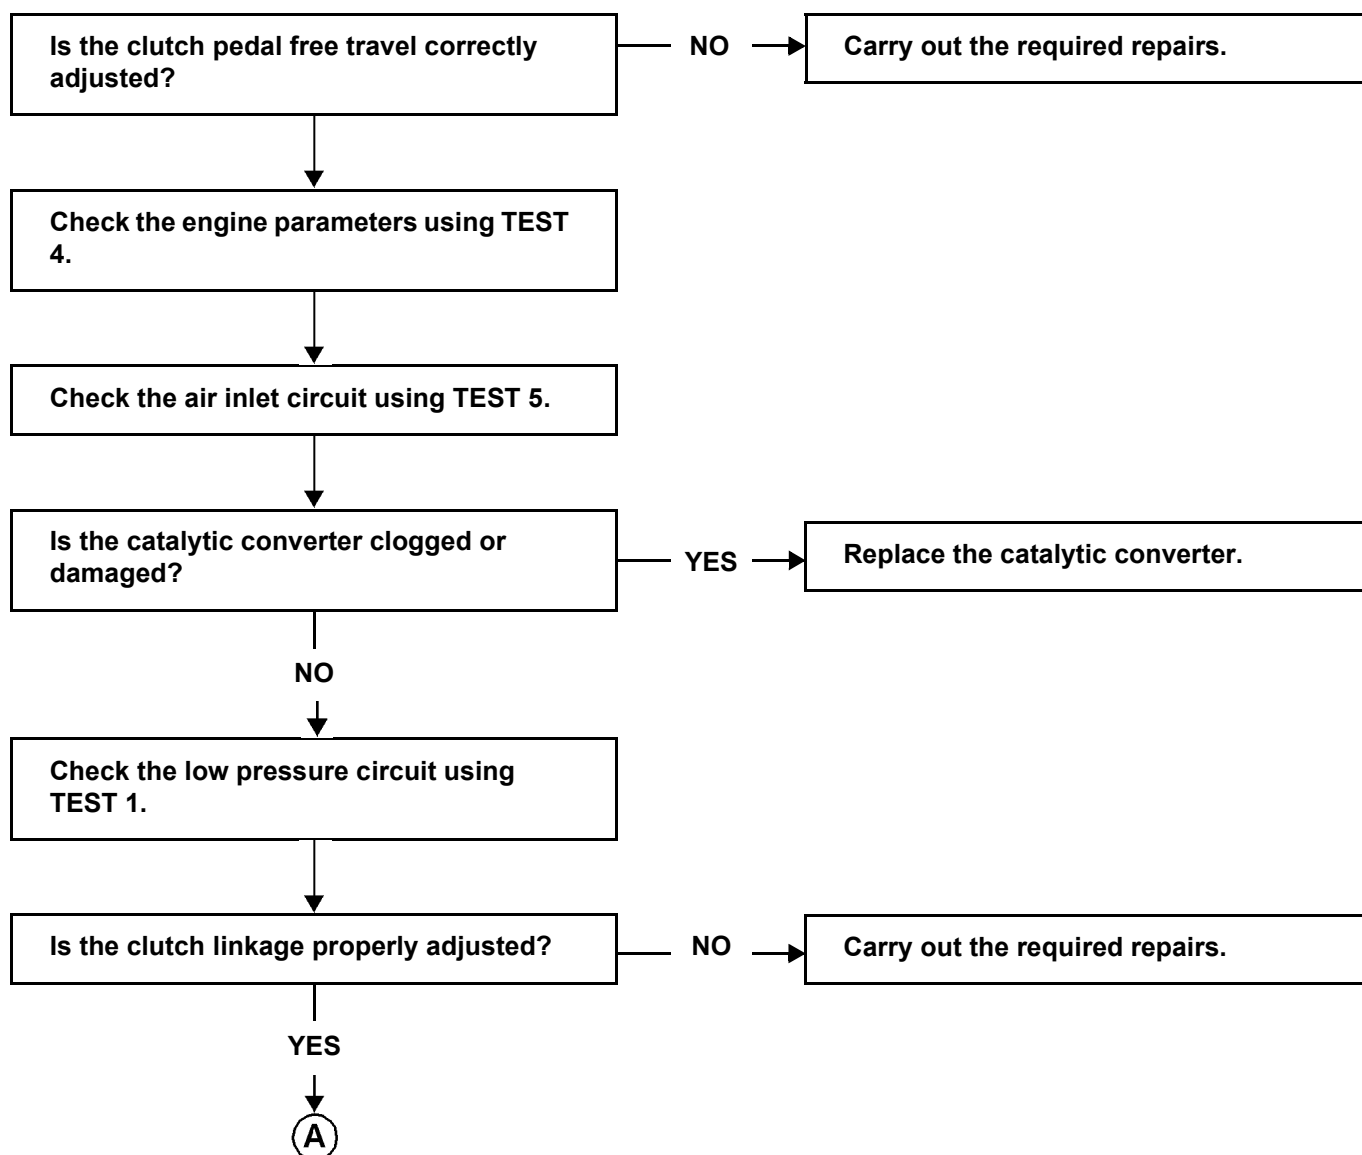 Is the clutch pedal free travel correctly
adjusted?
NO
Carry out the required repairs.
Check the engine parameters using TEST
4.
Check the air inlet circuit using TEST 5.
Is the catalytic converter clogged or
damaged?
YES
Replace the catalytic converter.
NO
Check the low pressure circuit using
TEST 1.
Is the clutch linkage properly adjusted?
NO
Carry out the required repairs.
YES
A